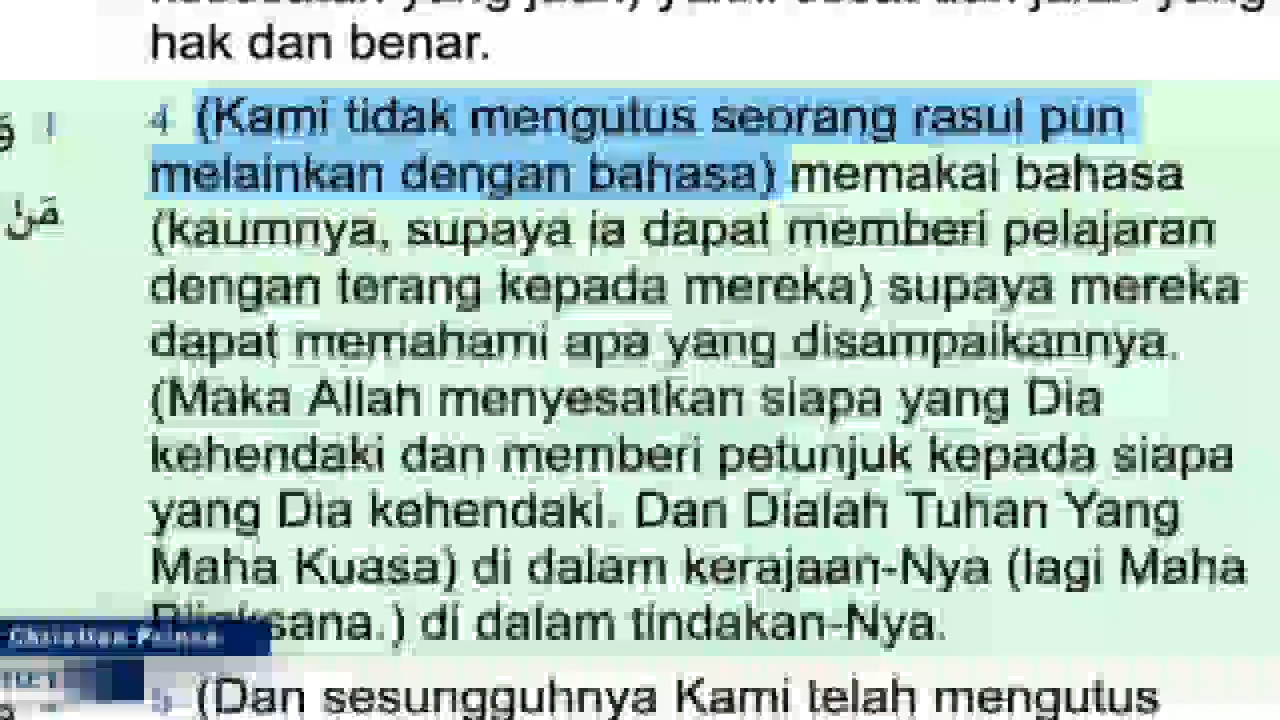 hak dan benar.
4 (Kami tidak mengutus seorang rasul pun
melainkan dengan bahasa) memakai bahasa
(kaumnya, supaya ia dapat memberi pelajaran
dengan terang kepada mereka) supaya mereka
dapat memahami apa yang disampaikannya.
(Maka Allah menyesatkan siapa yang Dia
kehendaki dan memberi petunjuk kepada siapa
yang Dia kehendaki. Dan Dialah Tuhan Yang
Maha Kuasa) di dalam kerajaan-Nya (lagi Maha
di dalam tindakan-Nya.
Christian Prince
5 (Dan sesungguhnya Kami telah mengutus